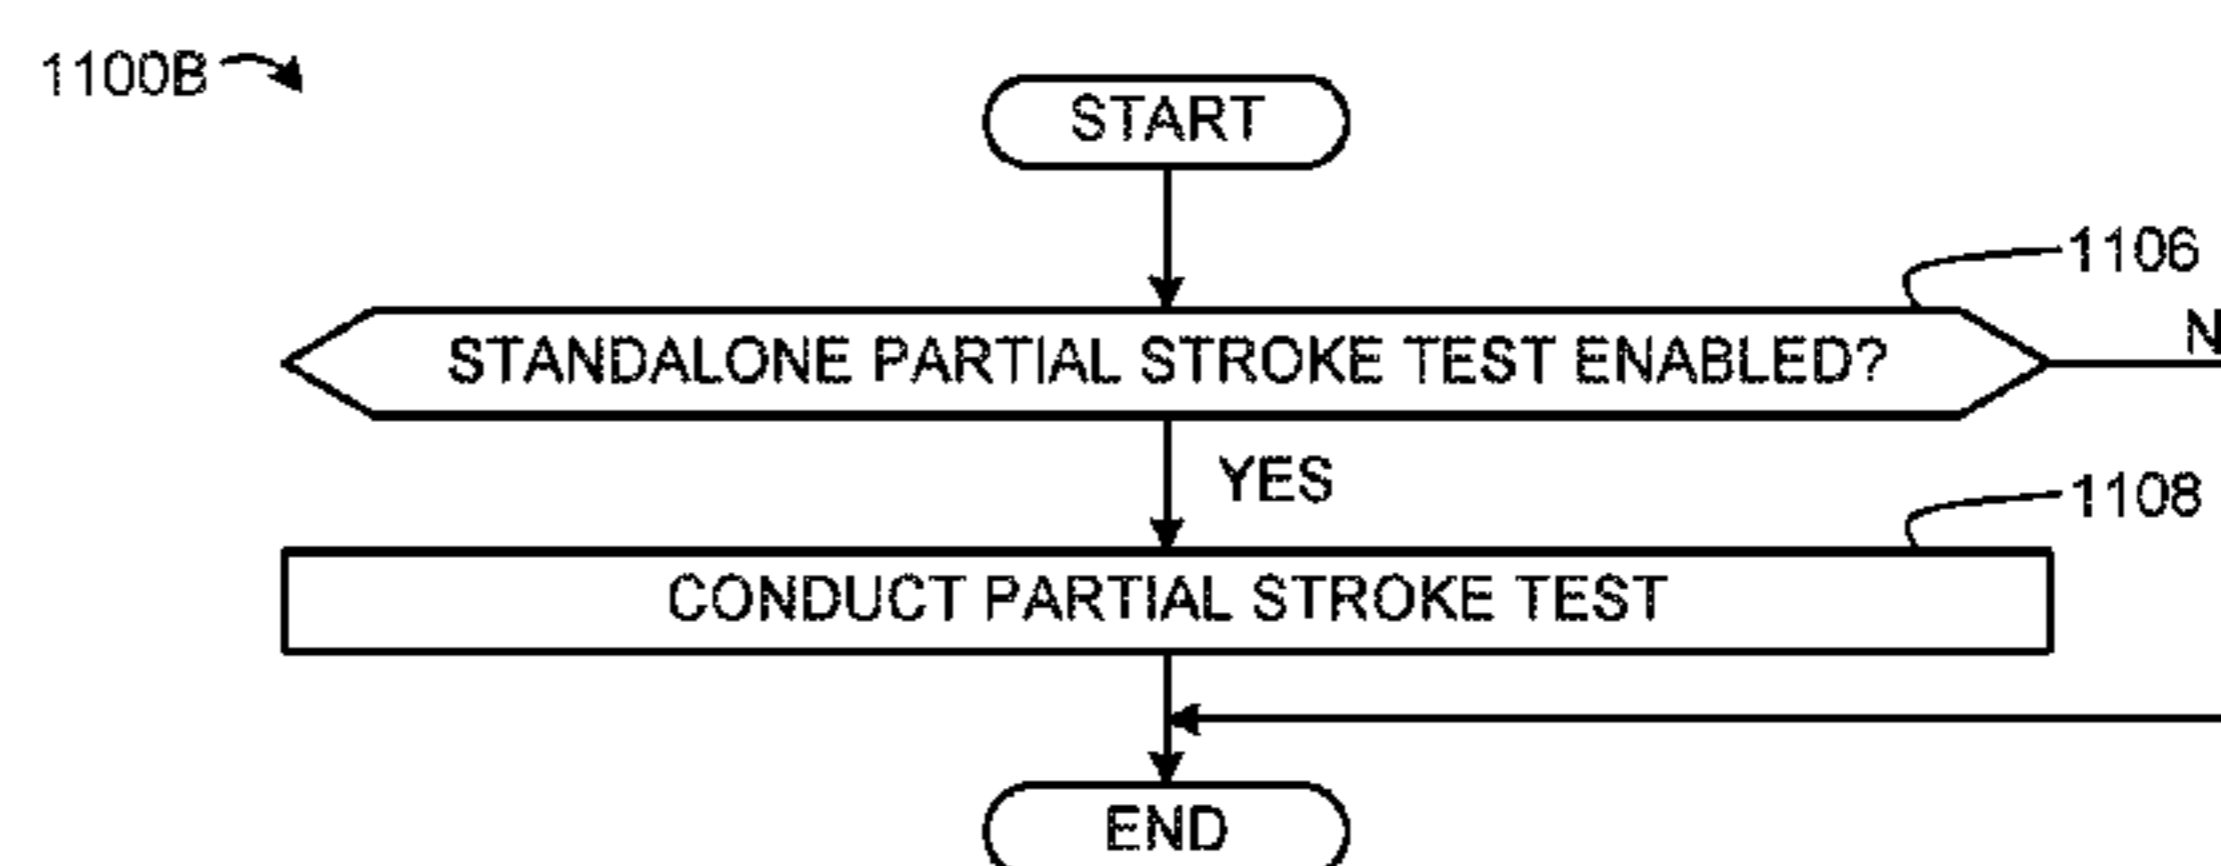 1100B
START
1106
STANDALONE PARTIAL STROKE TEST ENABLED?
YES
1108
CONDUCT PARTIAL STROKE TEST
END